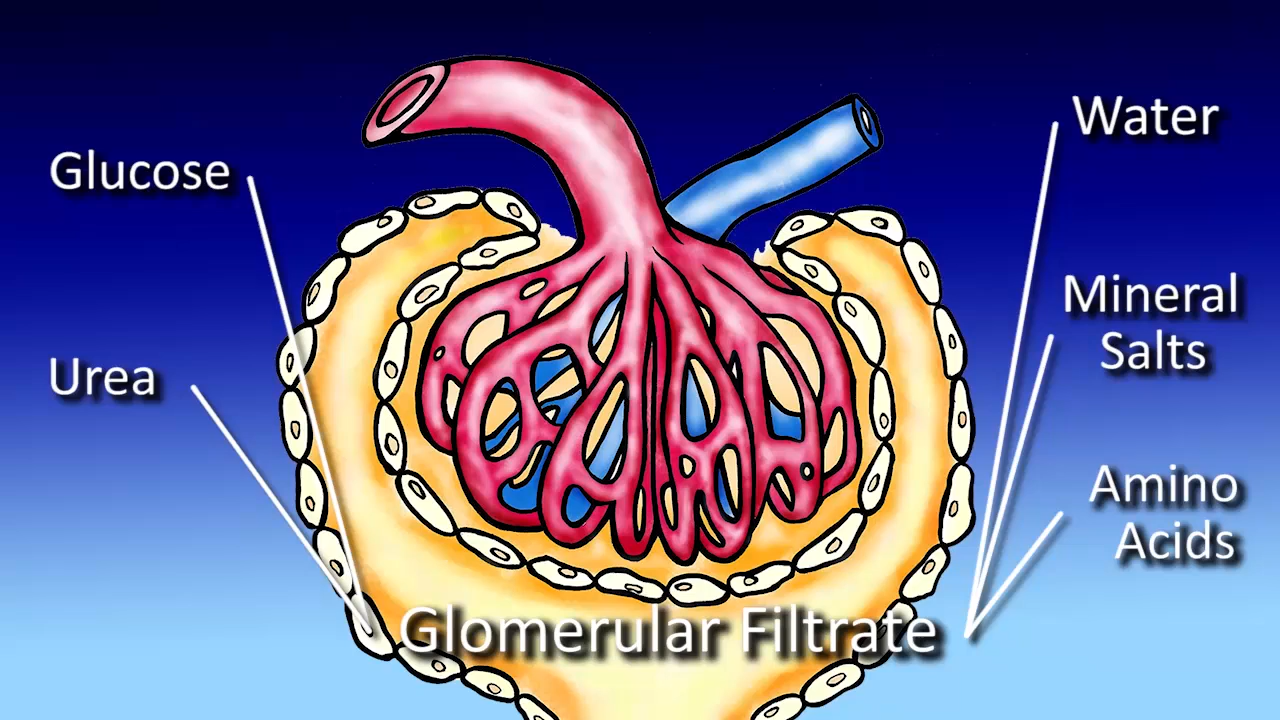 Glucose
Urea
Water
Mineral
Salts
Amino
Acids
Glomerular Filtrate